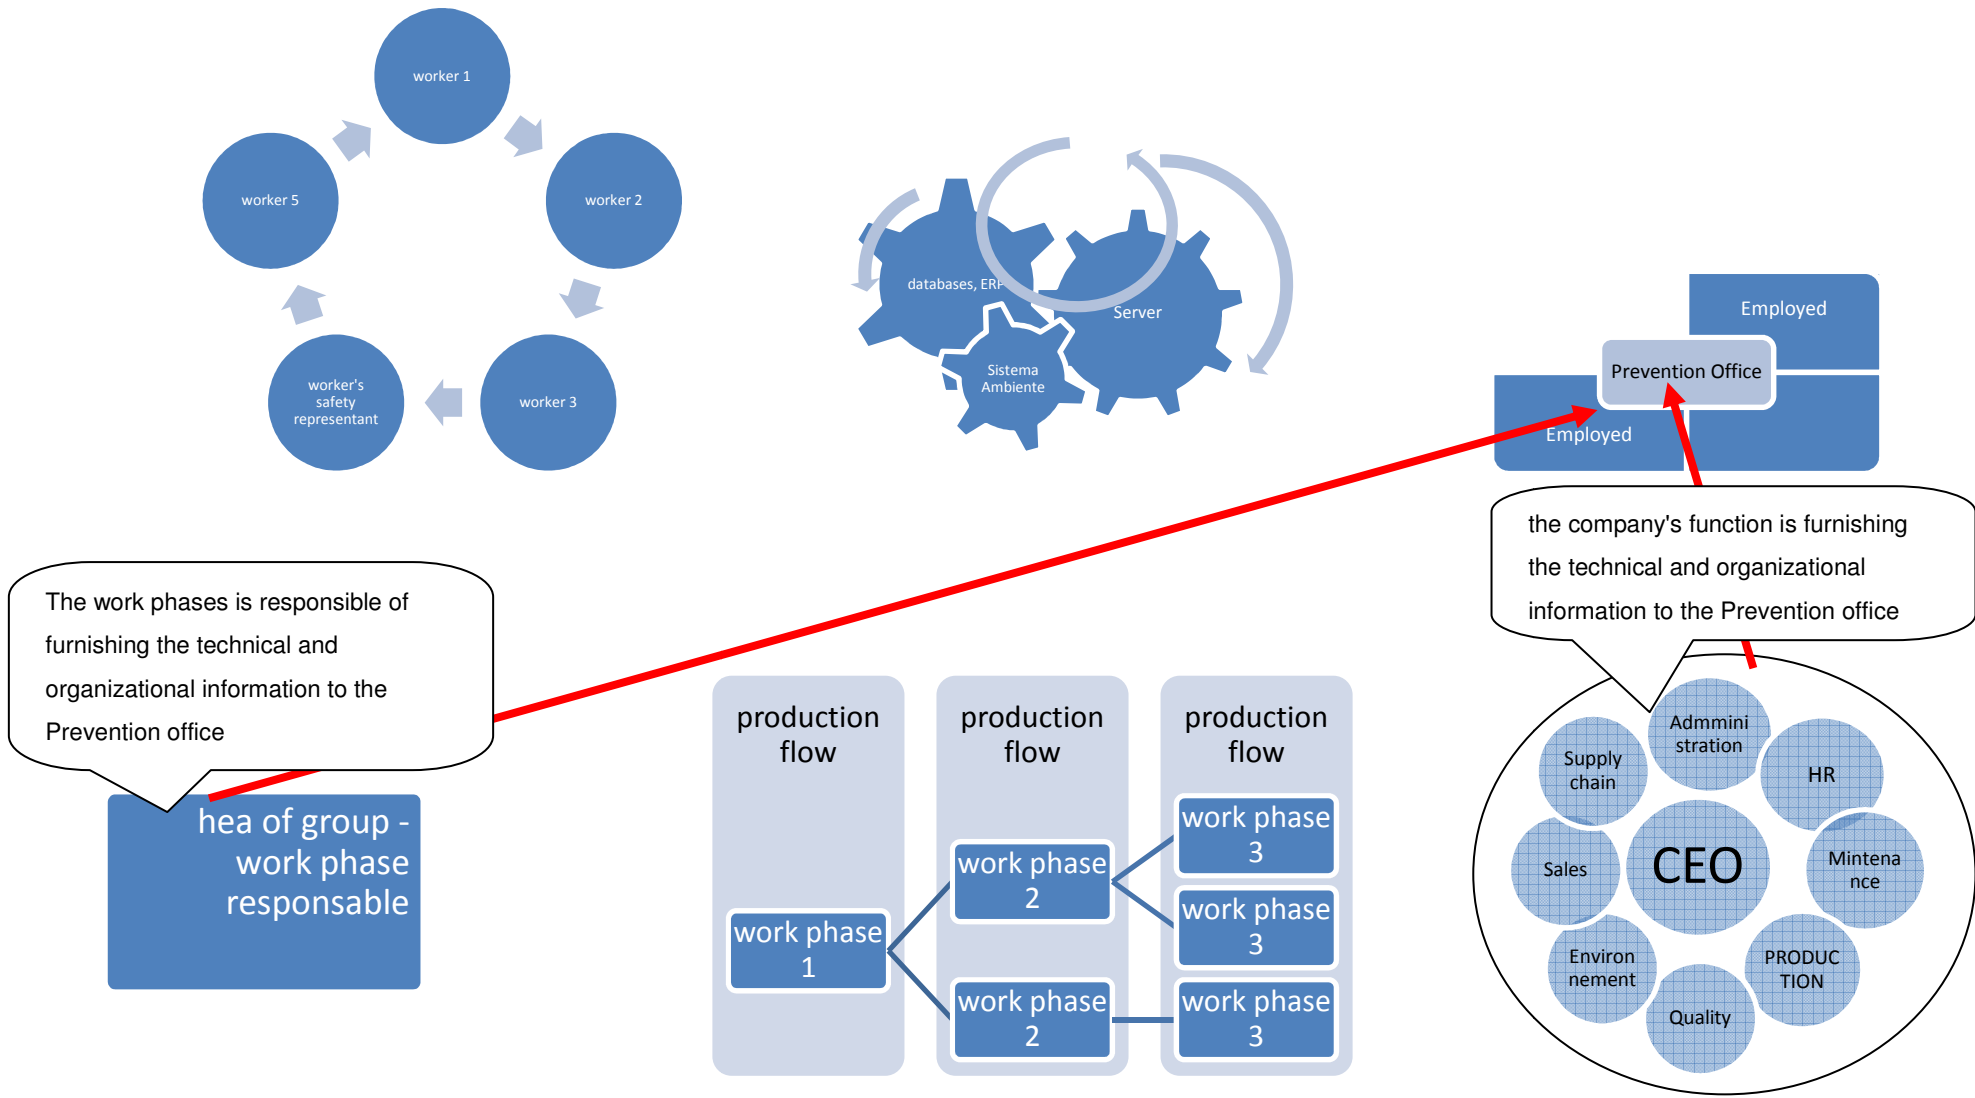 worker 1
worker 2
worker 3
worker's
safety
representant
worker 5
databases, ERP
Server
Sistema
Ambiente
Employed
Prevention Office
Employed
The work phases is responsible of
furnishing the technical and
organizational information to the
Prevention office
hea of group -
work phase
responsable
production
flow
production
flow
production
flow
work phase
1
work phase
2
work phase
2
work phase
3
work phase
3
work phase
3
the company's function is furnishing
the technical and organizational
information to the Prevention office
Admmini
stration
HR
Mintena
nce
PRODUC
TION
Quality
Environ
nement
Sales
Supply
chain
CEO